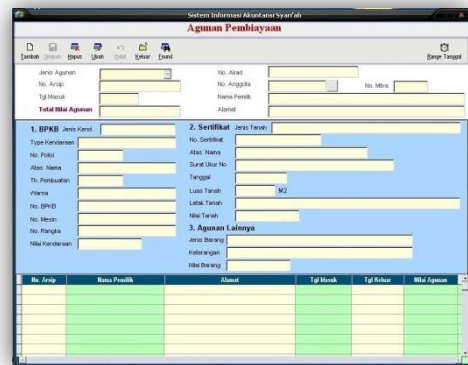 Sistem Informasi Akuntansi Syari'ah
Agunan Pembiayaan
Tambah Simpan Hapus Ubah Batal Keluar Found Range Tanggal
Jenis Agunan No. Akad
No. Arsip No. Anggota No. Mitra
Tgl Masuk Nama Pemilik
Total Nilai Agunan Alamat
1. BPKB Jenis Kend. 2. Sertifikat Jenis Tanah
Type Kendaraan No. Sertifikat
No. Polisi Atas Nama
Atas Nama Surat Ukur No
Th. Pembuatan Tanggal
Warna Luas Tanah M2
No. BPKB Letak Tanah
No. Mesin Nilai Tanah
No. Rangka 3. Agunan Lainnya
Nilai Kendaraan Jenis Barang
Keterangan
Nilai Barang
No. Arsip Nama Pemilik Alamat Tgl Masuk Tgl Keluar Nilai Agunan